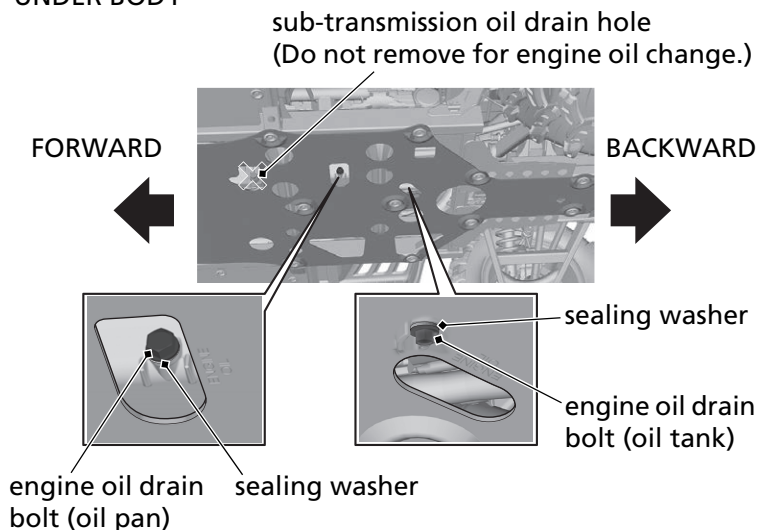 UNDER BODY
sub-transmission oil drain hole
(Do not remove for engine oil change.)
FORWARD
BACKWARD
sealing washer
engine oil drain
bolt (oil tank)
engine oil drain
bolt (oil pan)
sealing washer